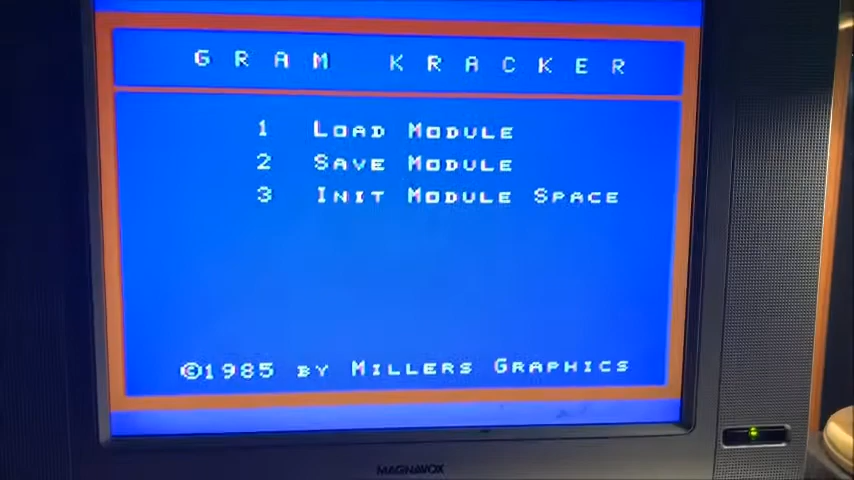 GRAM KRACKER
1 LOAD MODULE
2 SAVE MODULE
3 INIT MODULE SPACE
©1985 BY MILLERS GRAPHICS
MAGNAVOX